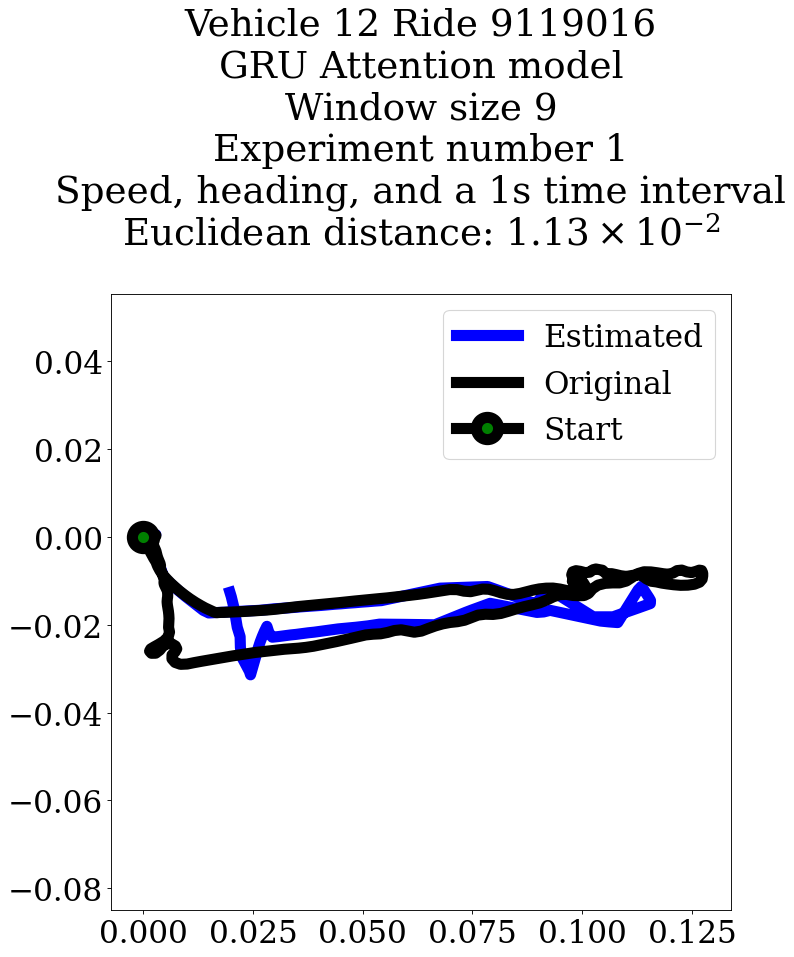 Vehicle 12 Ride 9119016
GRU Attention model
Window size 9
Experiment number 1
Speed, heading, and a 1s time interval
Euclidean distance: 1.13 × 10⁻²
Estimated
Original
Start
0.04
0.02
0.00
−0.02
−0.04
−0.06
−0.08
0.000 0.025 0.050 0.075 0.100 0.125